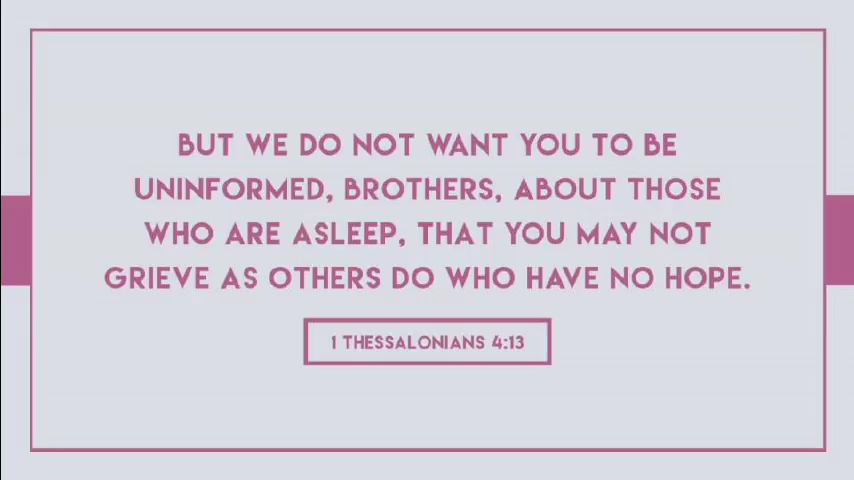 BUT WE DO NOT WANT YOU TO BE
UNINFORMED, BROTHERS, ABOUT THOSE
WHO ARE ASLEEP, THAT YOU MAY NOT
GRIEVE AS OTHERS DO WHO HAVE NO HOPE.
1 THESSALONIANS 4:13